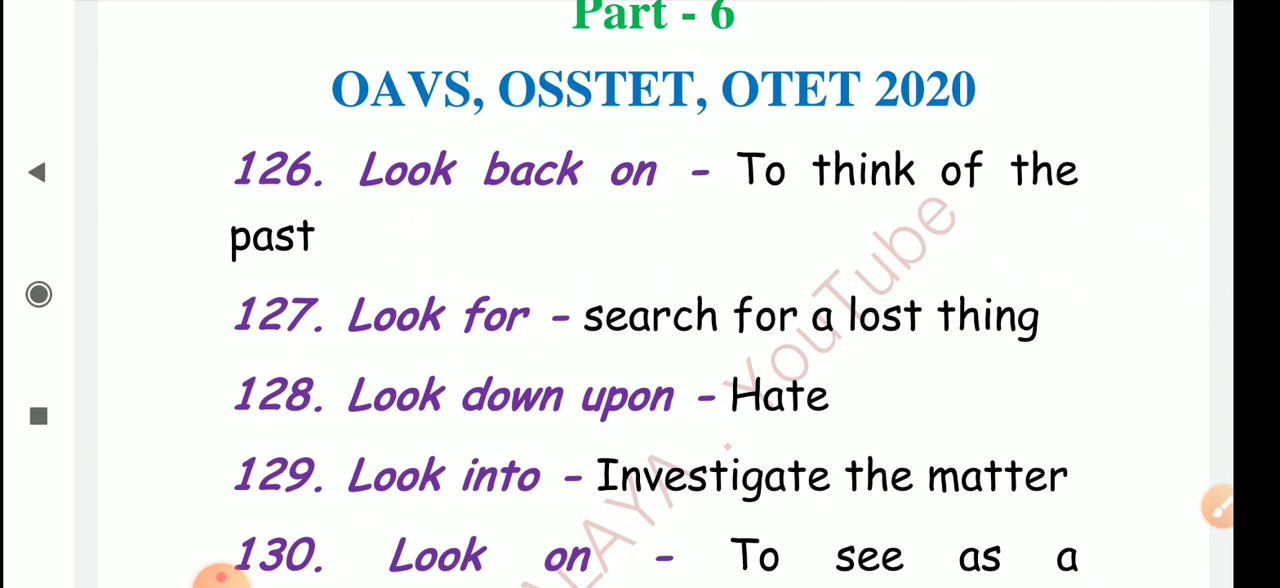 Part - 6
OAVS, OSSTET, OTET 2020
126. Look back on - To think of the
past
127. Look for - search for a lost thing
128. Look down upon - Hate
129. Look into - Investigate the matter
130. Look on - To see as a
ALAYA . YouTube